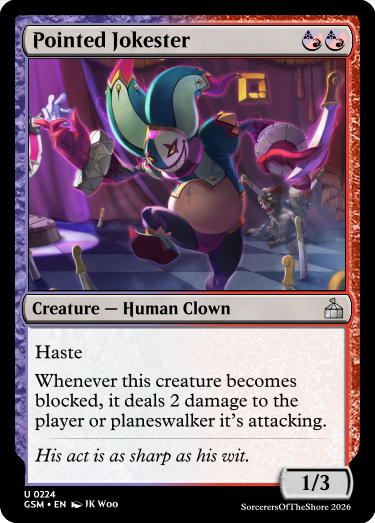 Pointed Jokester
Creature — Human Clown
Haste
Whenever this creature becomes
blocked, it deals 2 damage to the
player or planeswalker it's attacking.
His act is as sharp as his wit.
1/3
U 0224
GSM • EN JK Woo
SorcerersOfTheShore 2026